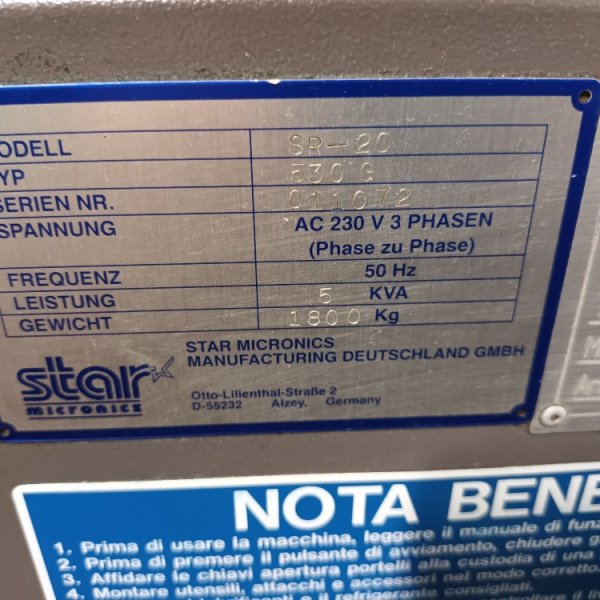 ODELL SR-20
YP 530 G
SERIEN NR. 011072
SPANNUNG AC 230 V 3 PHASEN
(Phase zu Phase)
FREQUENZ 50 Hz
LEISTUNG 5 KVA
GEWICHT 1800 Kg
star
micronics
STAR MICRONICS
MANUFACTURING DEUTSCHLAND GMBH
Otto-Lilienthal-Straße 2
D-55232 Alzey, Germany
NOTA BENE
1. Prima di usare la macchina, leggere il manuale di
2. Prima di premere il pulsante di avviamento, chiudere
3. Affidare le chiavi apertura portelli alla custodia di una
4. Montare utensili, attacchi e accessori nel modo corretto.
e il refrigerante consigliati.